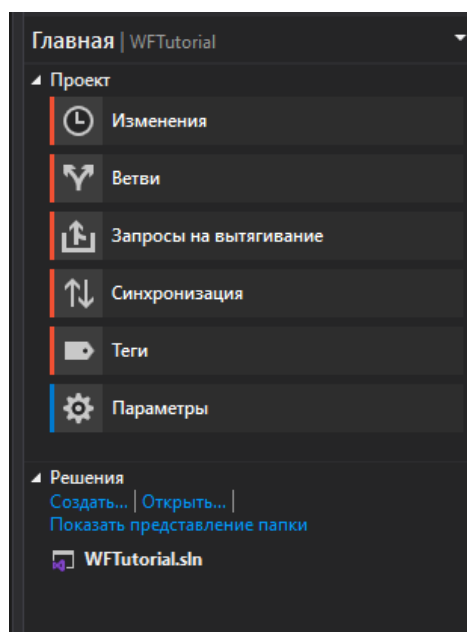 Главная | WFTutorial
Проект
Изменения
Ветви
Запросы на вытягивание
Синхронизация
Теги
Параметры
Решения
Создать... | Открыть... |
Показать представление папки
WFTutorial.sln